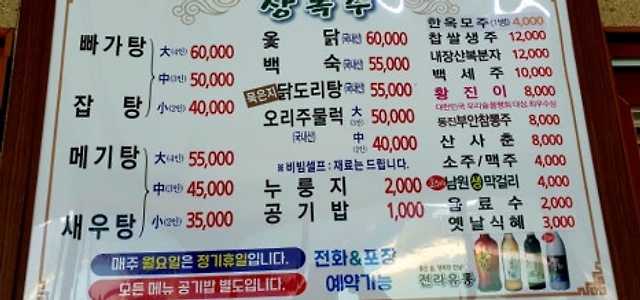 상옥주
빠가탕 大(4인) 60,000
中(3인) 50,000
잡탕 小(2인) 40,000
메기탕 大(4인) 55,000
中(3인) 45,000
새우탕 小(2인) 35,000
매주 월요일은 정기휴일입니다.
모든 메뉴 공기밥 별도입니다.
옻닭(국내산) 60,000
백숙(국내산) 55,000
묵은지 닭도리탕(국내산) 55,000
오리주물럭 大 50,000
(국내산) 中 40,000
※ 비빔셀프 : 재료는 드립니다.
누룽지 2,000
공기밥 1,000
전화&포장
예약가능
한옥모주(1병) 4,000
찹쌀생주 12,000
내장산복분자 12,000
백세주 10,000
황진이 8,000
대한민국 우리술품평회 대상, 최우수상
동진부안참뽕주 8,000
산사춘 8,000
소주/맥주 4,000
남원생막걸리 4,000
음료수 2,000
옛날식혜 3,000
전라유통